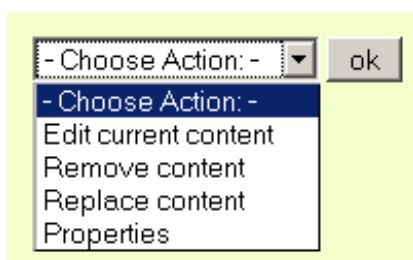 - Choose Action: - ok
- Choose Action: -
Edit current content
Remove content
Replace content
Properties